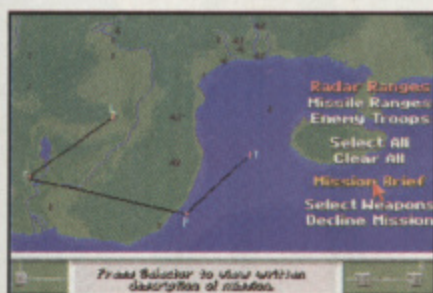 Radar Ranges
Missile Ranges
Enemy Troops
Select All
Clear All
Mission Brief
Select Weapons
Decline Mission
Press Selector to view written
description of mission.